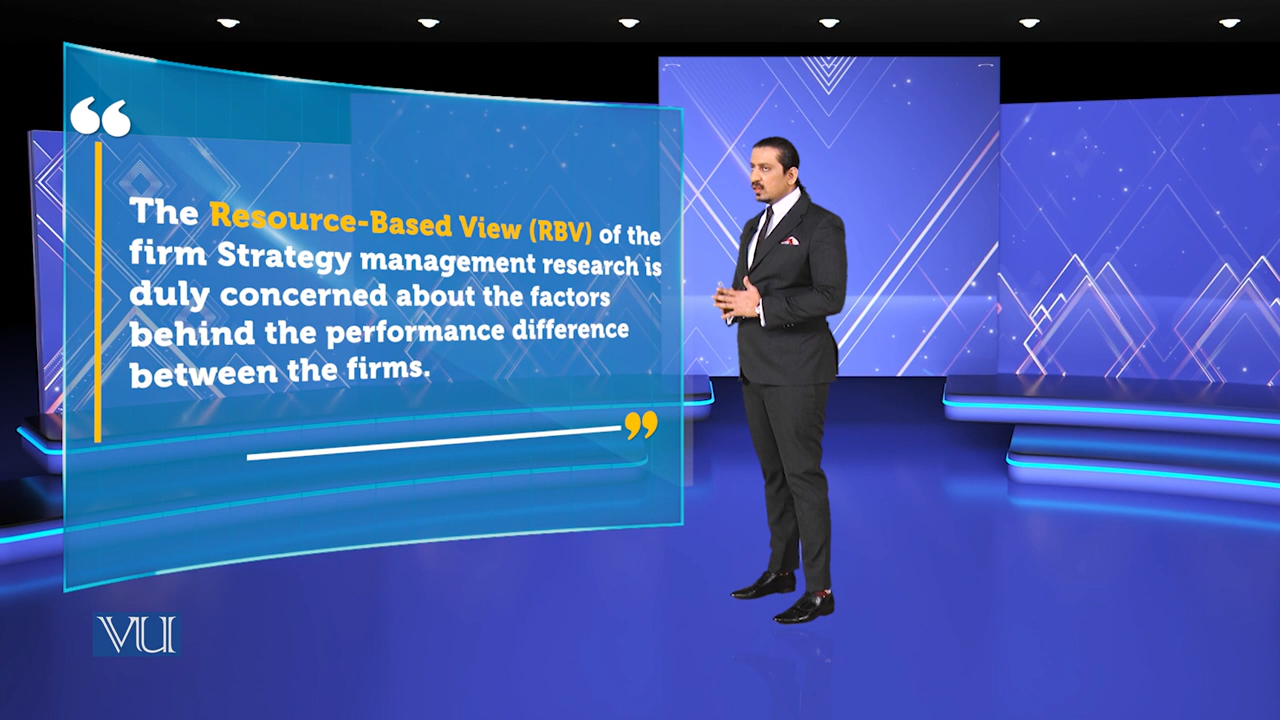 “
The Resource-Based View (RBV) of the
firm Strategy management research is
duly concerned about the factors
behind the performance difference
between the firms.
”
VU